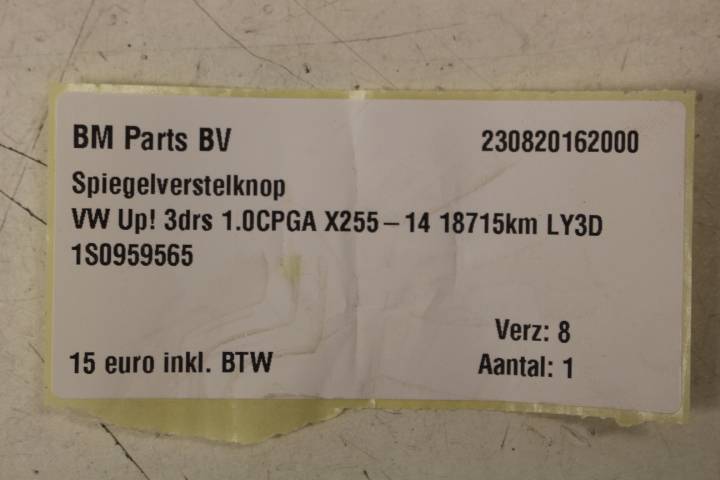 BM Parts BV 230820162000
Spiegelverstelknop
VW Up! 3drs 1.0CPGA X255-14 18715km LY3D
1S0959565
Verz: 8
15 euro inkl. BTW Aantal: 1